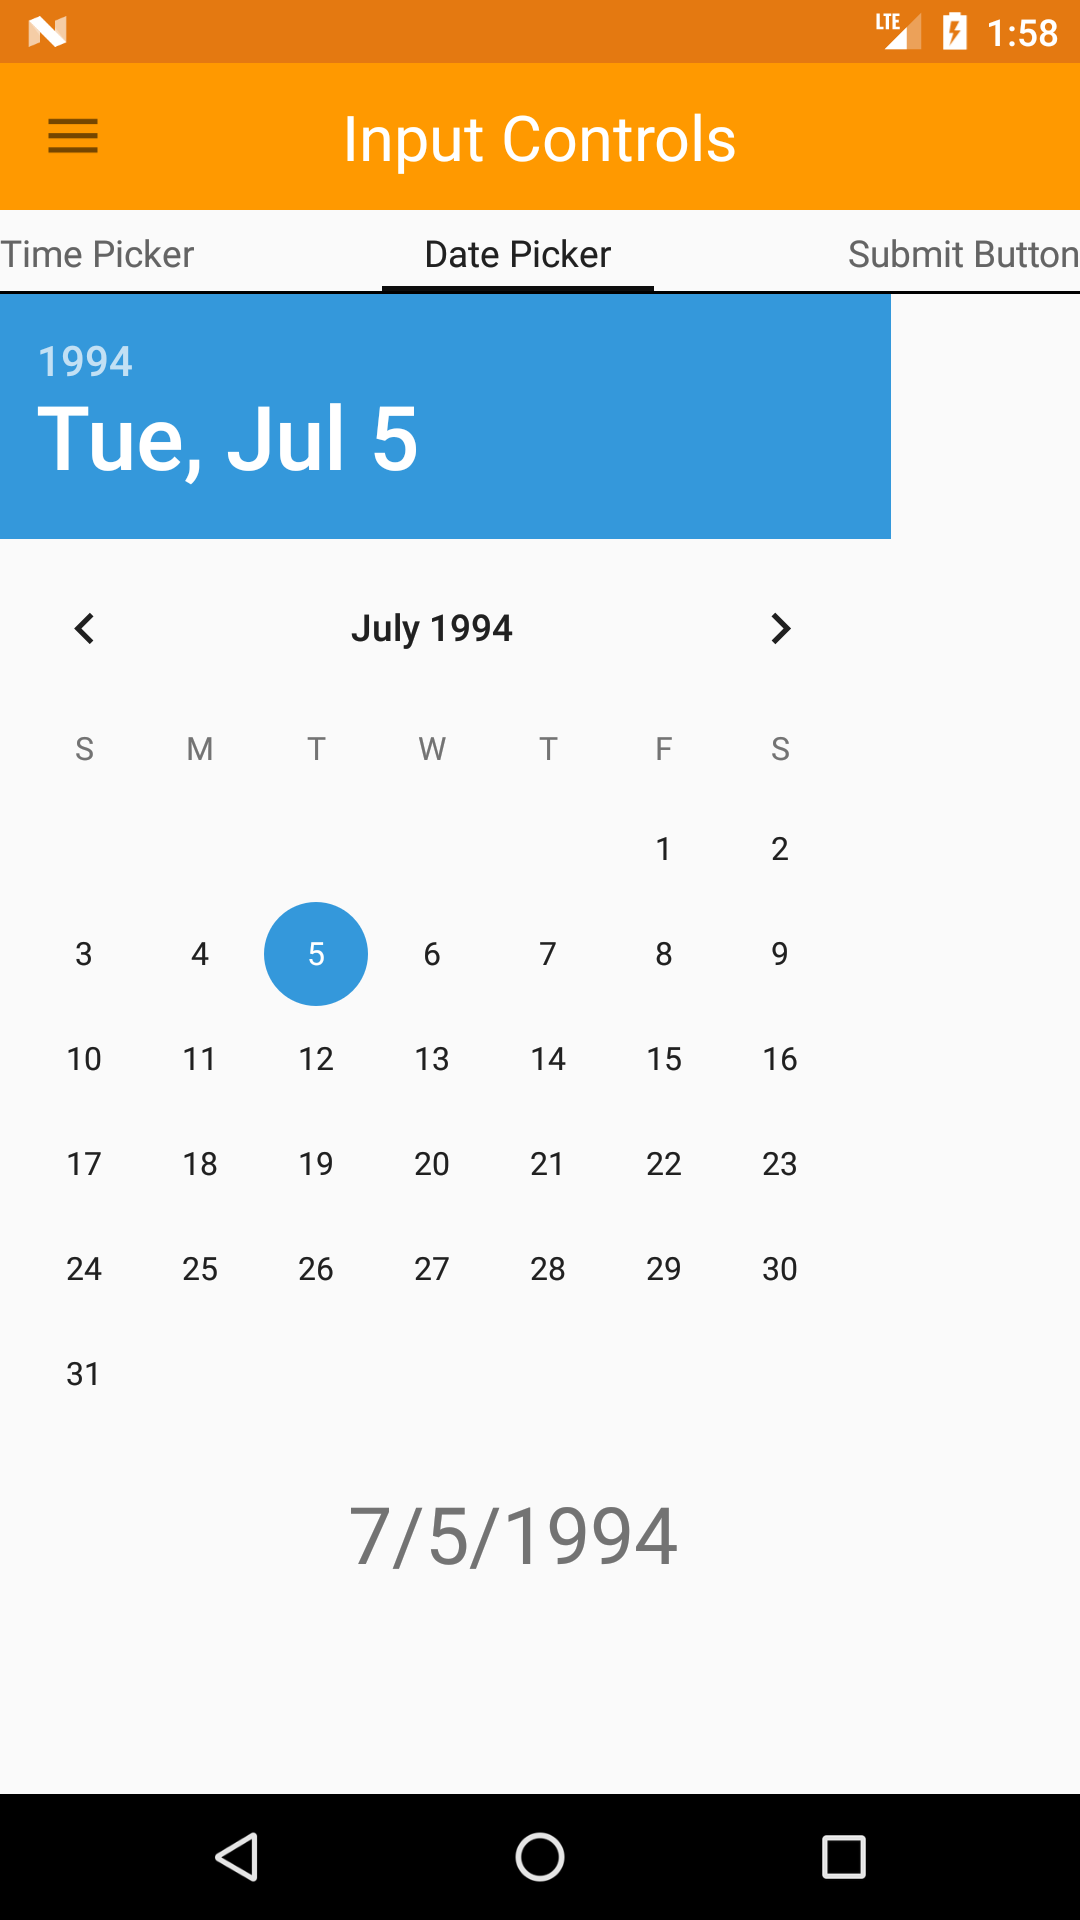 LTE 1:58
Input Controls
Time Picker Date Picker Submit Button
1994
Tue, Jul 5
July 1994
S M T W T F S
1 2
3 4 5 6 7 8 9
10 11 12 13 14 15 16
17 18 19 20 21 22 23
24 25 26 27 28 29 30
31
7/5/1994